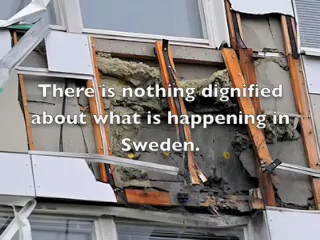 There is nothing dignified
about what is happening in
Sweden.